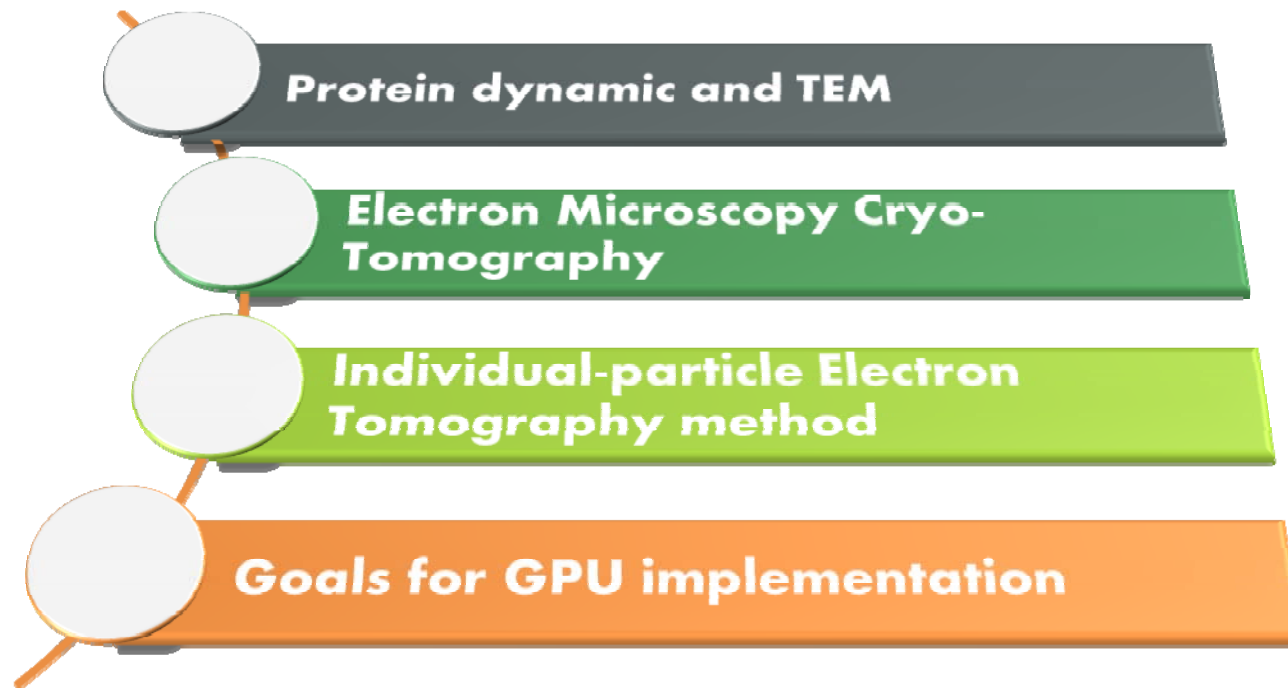 Protein dynamic and TEM
Electron Microscopy Cryo-
Tomography
Individual-particle Electron
Tomography method
Goals for GPU implementation